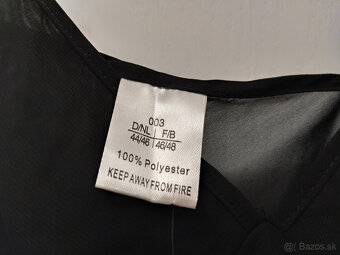 003
D/NL | F/B
44/46 | 46/48
100% Polyester
KEEP AWAY FROM FIRE
Bazos.sk